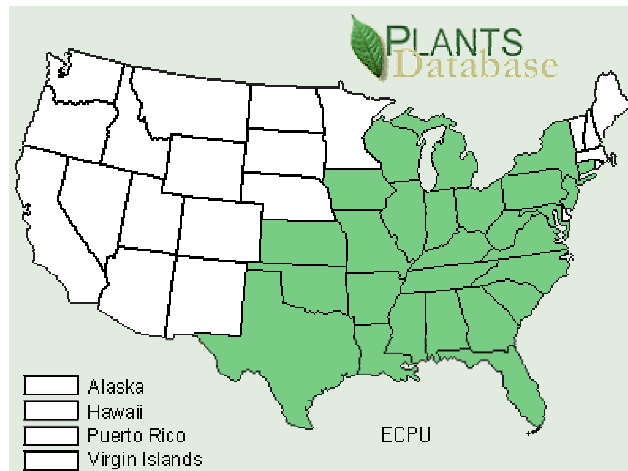 PLANTS
Database
Alaska
Hawaii
Puerto Rico
Virgin Islands
ECPU